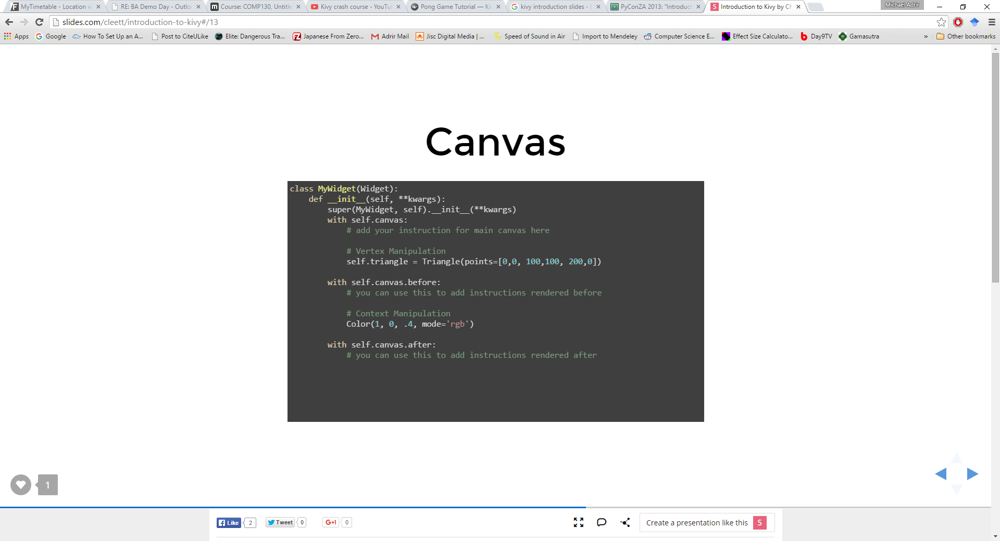 MyTimetable - Location v
RE: BA Demo Day - Outlo
Course: COMP130, Untitle
Kivy crash course - YouTu
Pong Game Tutorial — Ki
kivy introduction slides -
PyConZA 2013: "Introduct
Introduction to Kivy by Ch
Michael Adrir
slides.com/cleett/introduction-to-kivy#/13
Apps
Google
How To Set Up an A...
Post to CiteULike
Elite: Dangerous Tra...
Japanese From Zero...
Adrir Mail
Jisc Digital Media | ...
Speed of Sound in Air
Import to Mendeley
Computer Science E...
Effect Size Calculato...
Day9TV
Gamasutra
»
Other bookmarks
Canvas
class MyWidget(Widget):
def __init__(self, **kwargs):
super(MyWidget, self).__init__(**kwargs)
with self.canvas:
# add your instruction for main canvas here
# Vertex Manipulation
self.triangle = Triangle(points=[0,0, 100,100, 200,0])
with self.canvas.before:
# you can use this to add instructions rendered before
# Context Manipulation
Color(1, 0, .4, mode='rgb')
with self.canvas.after:
# you can use this to add instructions rendered after
1
Like 2
Tweet 0
G+1 0
Create a presentation like this S